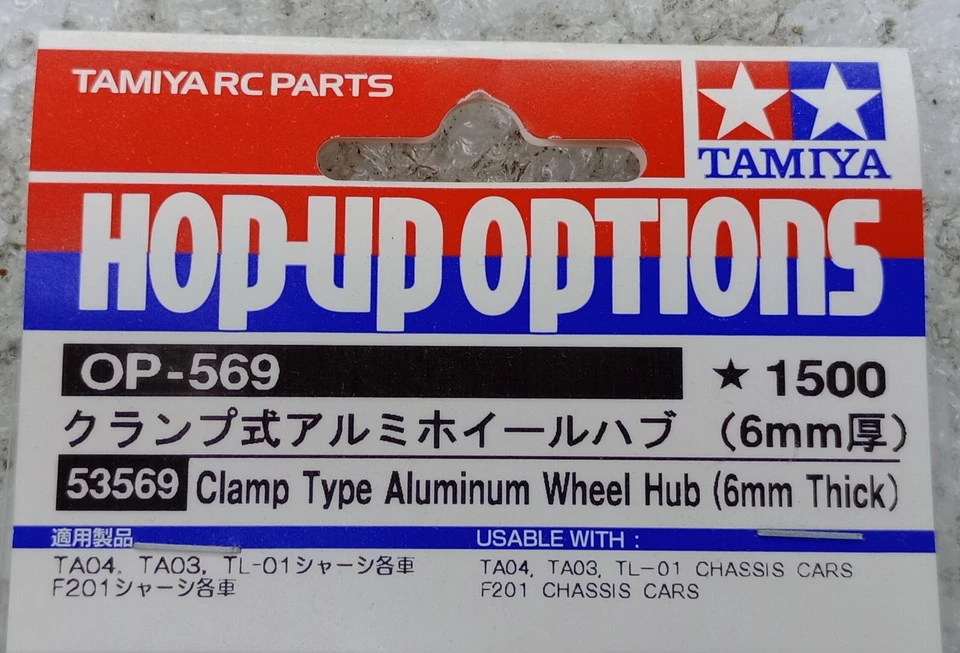 TAMIYA RC PARTS
TAMIYA
HOP-UP OPTIONS
OP-569 ★ 1500
クランプ式アルミホイールハブ (6mm厚)
53569 Clamp Type Aluminum Wheel Hub (6mm Thick)
適用製品 USABLE WITH :
TA04, TA03, TL-01シャーシ各車 TA04, TA03, TL-01 CHASSIS CARS
F201シャーシ各車 F201 CHASSIS CARS